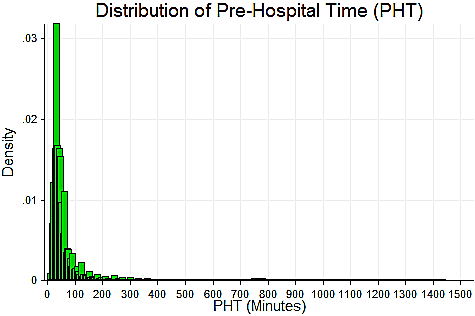 Distribution of Pre-Hospital Time (PHT)
.03
.02
.01
0
Density
0 100 200 300 400 500 600 700 800 900 1000 1100 1200 1300 1400 1500
PHT (Minutes)